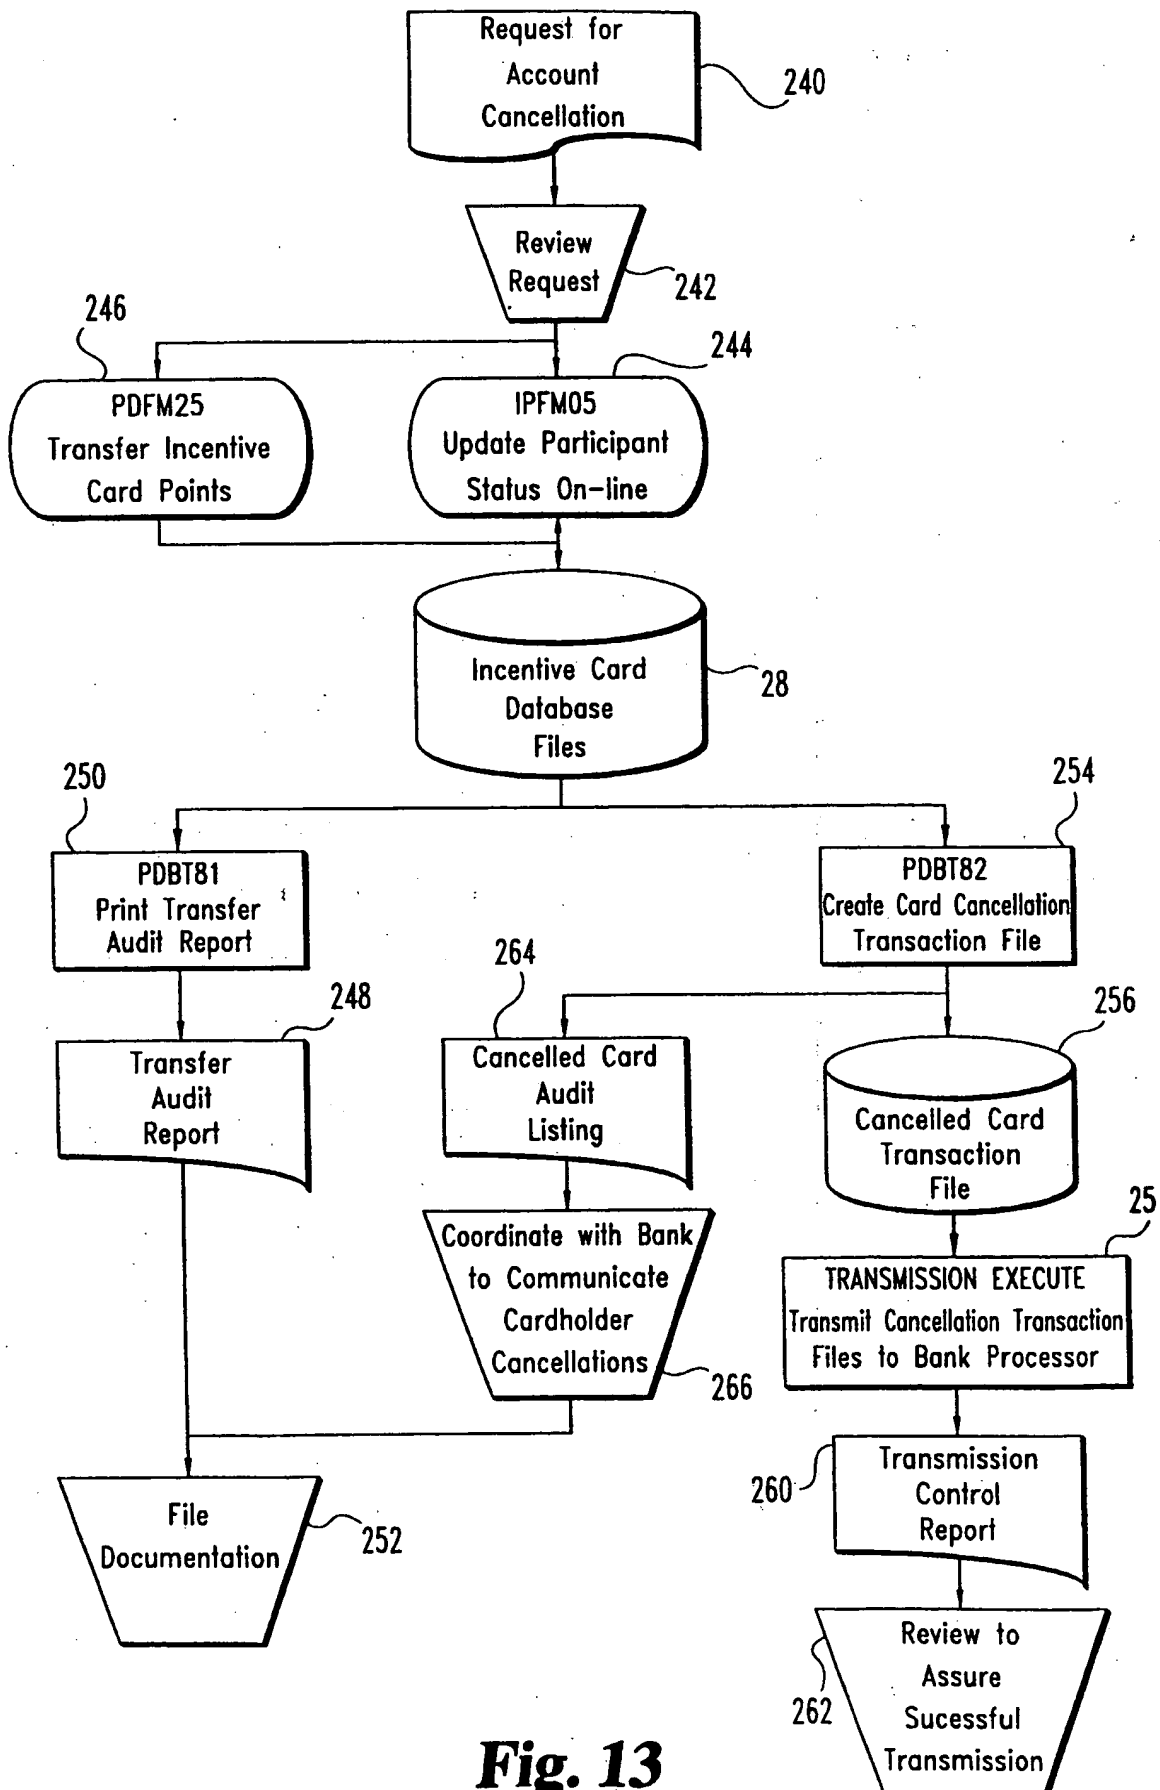 Request for
Account
Cancellation
240
Review
Request
242
246
244
PDFM25
Transfer Incentive
Card Points
IPFM05
Update Participant
Status On-line
Incentive Card
Database
Files
28
250
254
PDBT81
Print Transfer
Audit Report
PDBT82
Create Card Cancellation
Transaction File
264
248
256
Transfer
Audit
Report
Cancelled Card
Audit
Listing
Cancelled Card
Transaction
File
25
Coordinate with Bank
to Communicate
Cardholder
Cancellations
266
TRANSMISSION EXECUTE
Transmit Cancellation Transaction
Files to Bank Processor
260
Transmission
Control
Report
File
Documentation
252
262
Review to
Assure
Sucessful
Transmission
Fig. 13